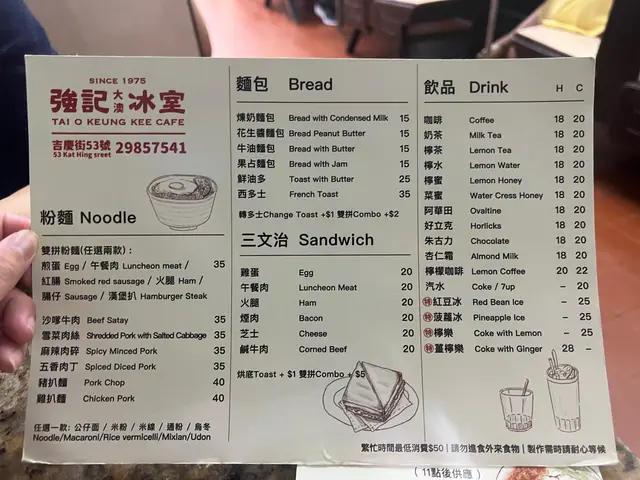 SINCE 1975
強記大澳冰室
TAI O KEUNG KEE CAFE
吉慶街53號 29857541
53 Kat Hing sreet
粉麵 Noodle
雙拼粉麵(任選兩款):
煎蛋 Egg / 午餐肉 Luncheon meat / 35
紅腸 Smoked red sausage / 火腿 Ham /
腸仔 Sausage / 漢堡扒 Hamburger Steak
沙嗲牛肉 Beef Satay 35
雪菜肉絲 Shredded Pork with Salted Cabbage 35
麻辣肉碎 Spicy Minced Pork 35
五香肉丁 Spiced Diced Pork 35
豬扒麵 Pork Chop 40
雞扒麵 Chicken Pork 40
任選一款: 公仔面 / 米粉 / 米線 / 通粉 / 烏冬
Noodle/Macaroni/Rice vermicelli/Mixian/Udon
麵包 Bread
煉奶麵包 Bread with Condensed Milk 15
花生醬麵包 Bread Peanut Butter 15
牛油麵包 Bread with Butter 15
果占麵包 Bread with Jam 15
鮮油多 Toast with Butter 25
西多士 French Toast 35
轉多士Change Toast +$1 雙拼Combo +$2
三文治 Sandwich
雞蛋 Egg 20
午餐肉 Luncheon Meat 20
火腿 Ham 20
煙肉 Bacon 20
芝士 Cheese 20
鹹牛肉 Corned Beef 20
烘底Toast + $1 雙拼Combo + $5
飲品 Drink H C
咖啡 Coffee 18 20
奶茶 Milk Tea 18 20
檸茶 Lemon Tea 18 20
檸水 Lemon Water 18 20
檸蜜 Lemon Honey 18 20
菜蜜 Water Cress Honey 18 20
阿華田 Ovaltine 18 20
好立克 Horlicks 18 20
朱古力 Chocolate 18 20
杏仁霜 Almond Milk 18 20
檸檬咖啡 Lemon Coffee 20 22
汽水 Coke / 7up – 20
特 紅豆冰 Red Bean Ice – 25
特 菠蘿冰 Pineapple Ice – 25
特 檸樂 Coke with Lemon – 25
特 薑檸樂 Coke with Ginger 28 –
繁忙時間最低消費$50 | 請勿進食外來食物 | 製作需時請耐心等候
(11點後供應)